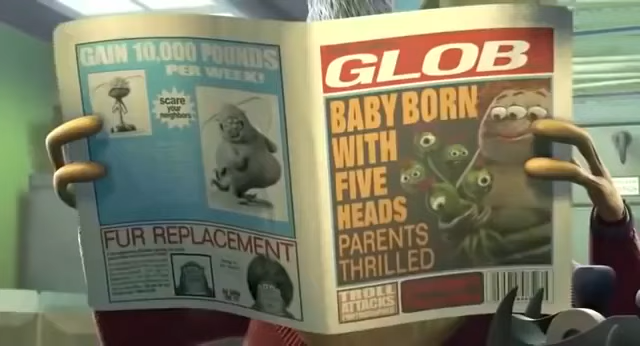 GAIN 10,000 POUNDS
PER WEEK!
scare
your
neighbors
FUR REPLACEMENT
GLOB
BABY BORN
WITH
FIVE
HEADS
PARENTS
THRILLED
TROLL
ATTACKS